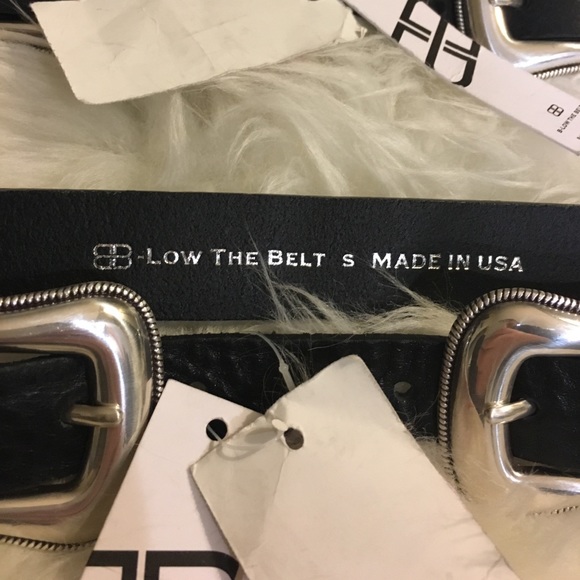 B-LOW THE BELT S MADE IN USA